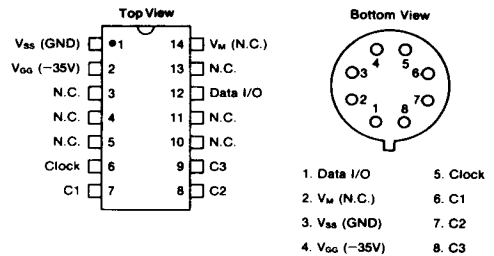 Top View
Vss (GND) 1 14 VM (N.C.)
VGG (−35V) 2 13 N.C.
N.C. 3 12 Data I/O
N.C. 4 11 N.C.
N.C. 5 10 N.C.
Clock 6 9 C3
C1 7 8 C2
Bottom View
4 5
3 6
2 7
1 8
1. Data I/O 5. Clock
2. VM (N.C.) 6. C1
3. Vss (GND) 7. C2
4. VGG (−35V) 8. C3